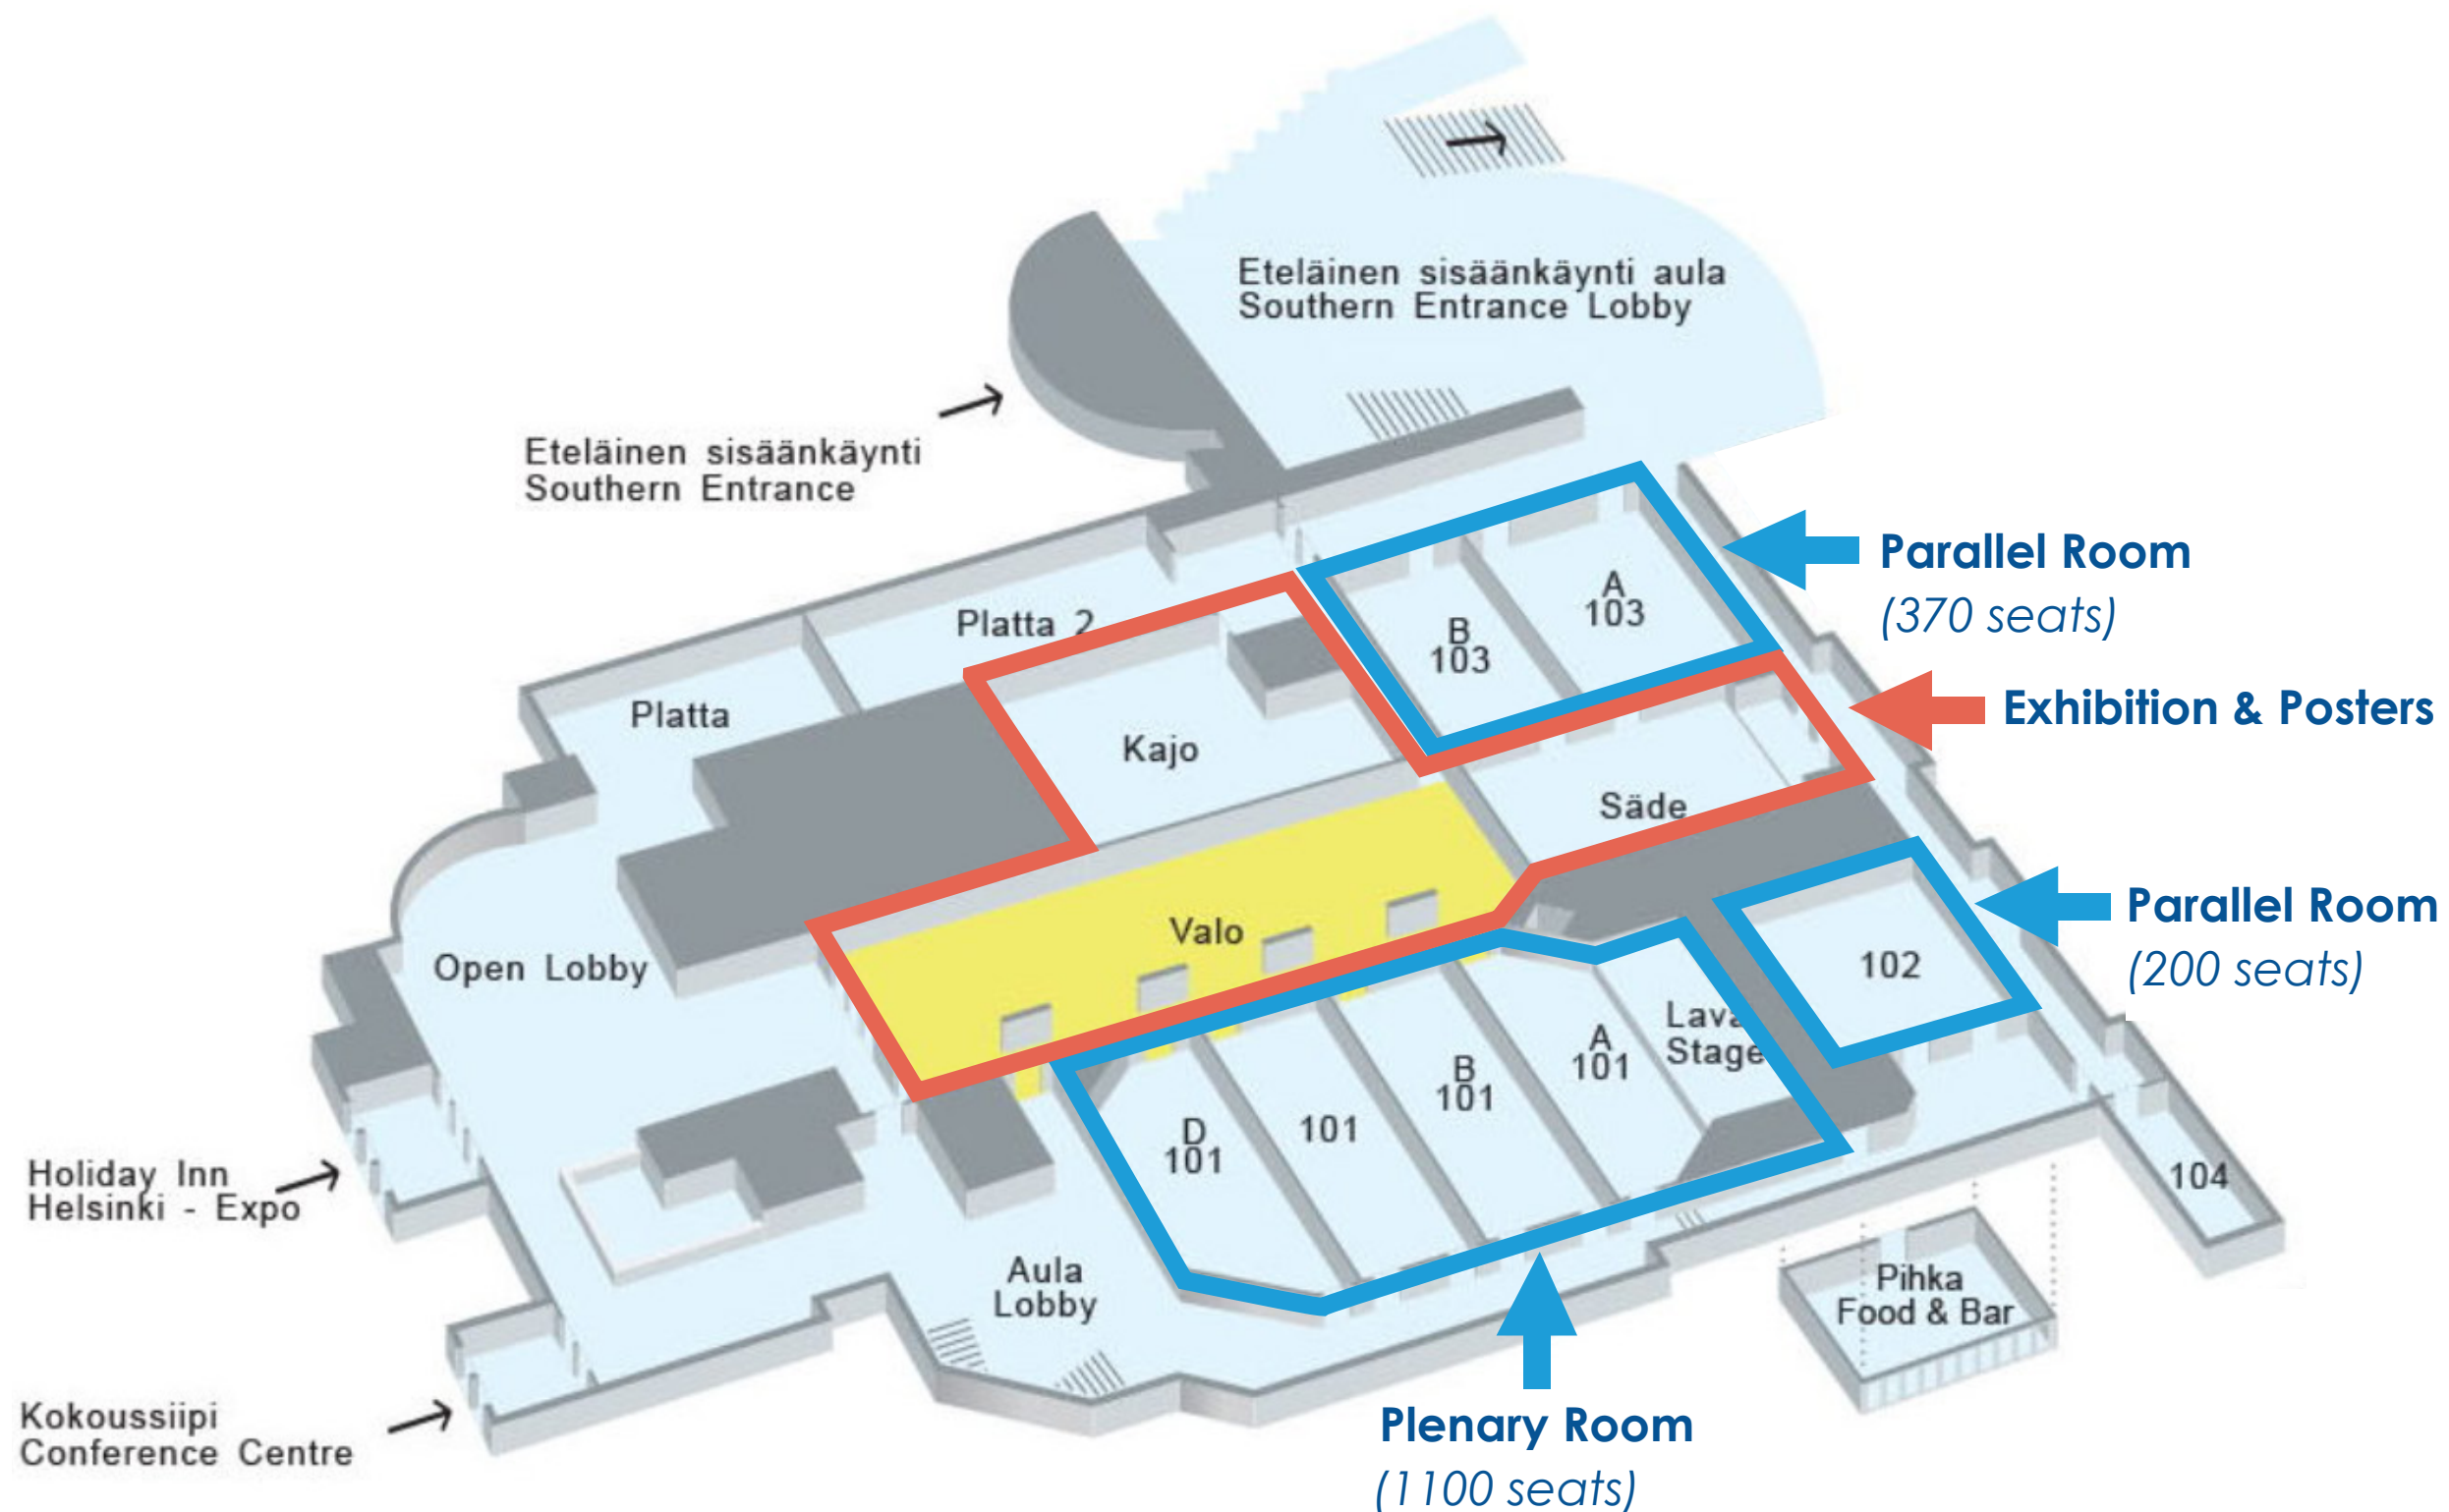 Eteläinen sisäänkäynti aula
Southern Entrance Lobby
Eteläinen sisäänkäynti
Southern Entrance
Parallel Room
(370 seats)
A
103
B
103
Platta 2
Exhibition & Posters
Platta
Kajo
Säde
Parallel Room
(200 seats)
Valo
102
Open Lobby
Lava
Stage
A
101
B
101
101
D
101
Holiday Inn
Helsinki - Expo
104
Aula
Lobby
Pihka
Food & Bar
Kokoussiipi
Conference Centre
Plenary Room
(1100 seats)